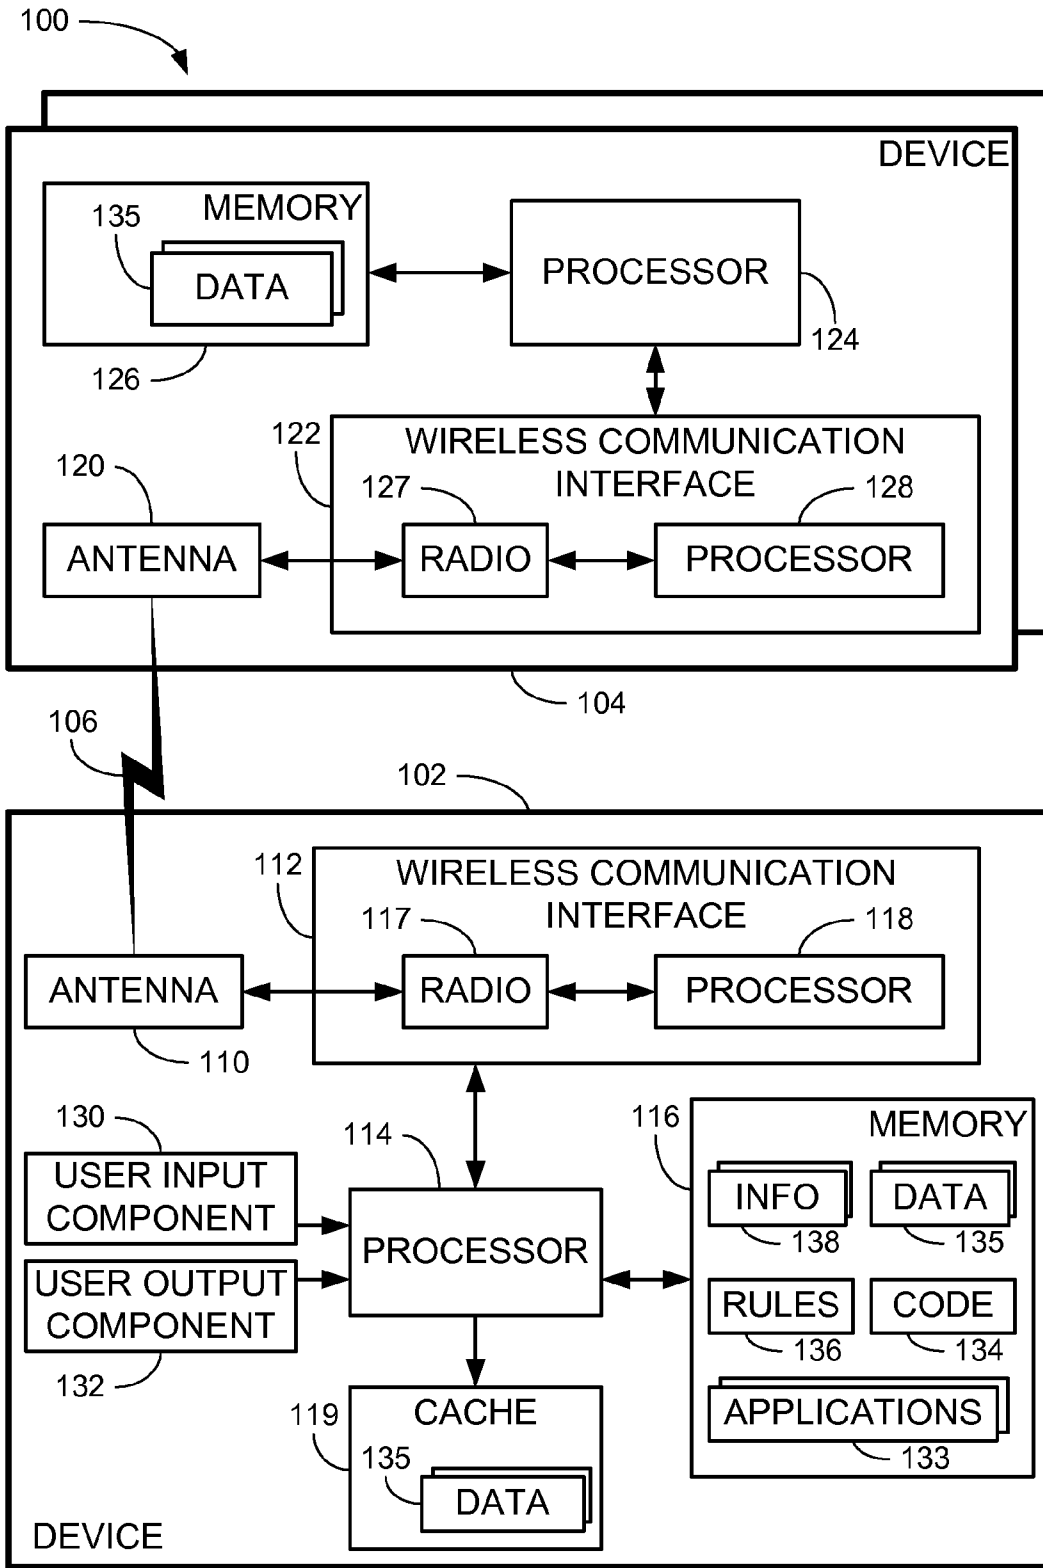 100
DEVICE
MEMORY
135
DATA
PROCESSOR
124
126
122
WIRELESS COMMUNICATION
INTERFACE
120
127
128
ANTENNA
RADIO
PROCESSOR
104
106
102
112
WIRELESS COMMUNICATION
INTERFACE
117
118
ANTENNA
RADIO
PROCESSOR
110
130
USER INPUT
COMPONENT
USER OUTPUT
COMPONENT
132
114
PROCESSOR
116
MEMORY
INFO
138
DATA
135
RULES
136
CODE
134
APPLICATIONS
133
119
CACHE
135
DATA
DEVICE